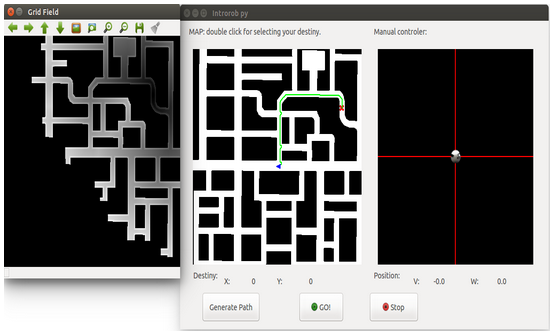 Grid Field
Introrob py
MAP: double click for selecting your destiny.
Manual controler:
Destiny:
X: 0 Y: 0
Position:
V: -0.0 W: 0.0
Generate Path
GO!
Stop